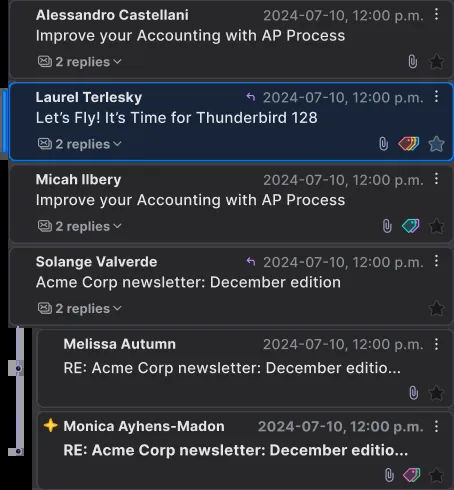 Alessandro Castellani 2024-07-10, 12:00 p.m.
Improve your Accounting with AP Process
2 replies
Laurel Terlesky 2024-07-10, 12:00 p.m.
Let’s Fly! It’s Time for Thunderbird 128
2 replies
Micah Ilbery 2024-07-10, 12:00 p.m.
Improve your Accounting with AP Process
2 replies
Solange Valverde 2024-07-10, 12:00 p.m.
Acme Corp newsletter: December edition
2 replies
Melissa Autumn 2024-07-10, 12:00 p.m.
RE: Acme Corp newsletter: December editio...
Monica Ayhens-Madon 2024-07-10, 12:00 p.m.
RE: Acme Corp newsletter: December editio...